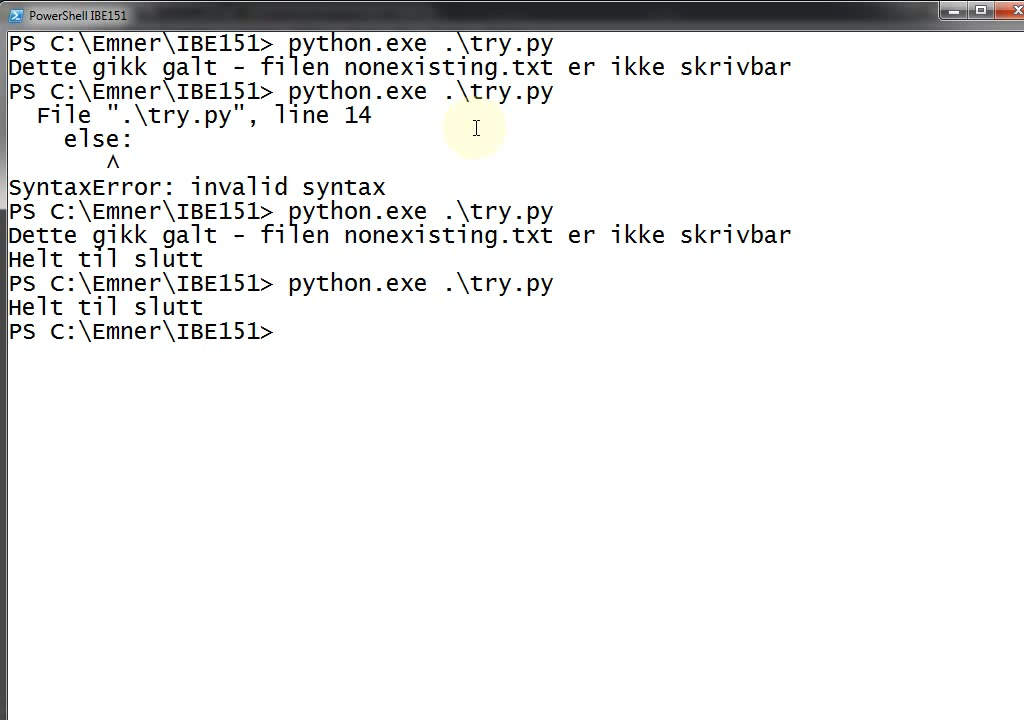 PowerShell IBE151
PS C:\Emner\IBE151> python.exe .\try.py
Dette gikk galt - filen nonexisting.txt er ikke skrivbar
PS C:\Emner\IBE151> python.exe .\try.py
  File ".\try.py", line 14
    else:
       ^
SyntaxError: invalid syntax
PS C:\Emner\IBE151> python.exe .\try.py
Dette gikk galt - filen nonexisting.txt er ikke skrivbar
Helt til slutt
PS C:\Emner\IBE151> python.exe .\try.py
Helt til slutt
PS C:\Emner\IBE151>